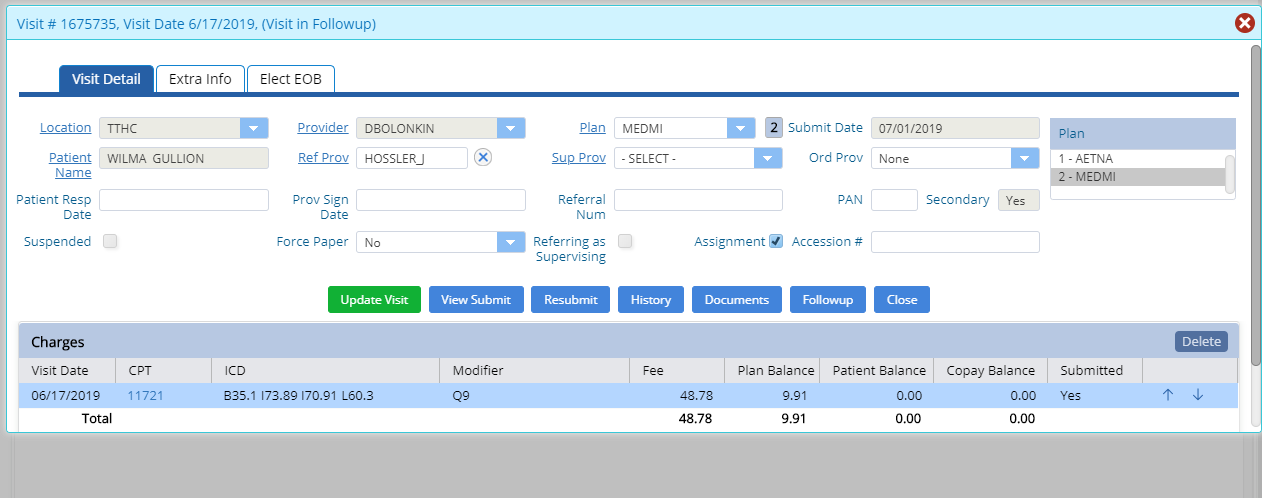 Visit # 1675735, Visit Date 6/17/2019, (Visit in Followup)
Visit Detail Extra Info Elect EOB
Location TTHC Provider DBOLONKIN Plan MEDMI 2 Submit Date 07/01/2019
Plan
1 - AETNA
2 - MEDMI
Patient Name WILMA GULLION Ref Prov HOSSLER_J Sup Prov - SELECT - Ord Prov None
Patient Resp Date Prov Sign Date Referral Num PAN Secondary Yes
Suspended Force Paper No Referring as Supervising Assignment Accession #
Update Visit View Submit Resubmit History Documents Followup Close
Charges Delete
Visit Date CPT ICD Modifier Fee Plan Balance Patient Balance Copay Balance Submitted
06/17/2019 11721 B35.1 I73.89 I70.91 L60.3 Q9 48.78 9.91 0.00 0.00 Yes
Total 48.78 9.91 0.00 0.00